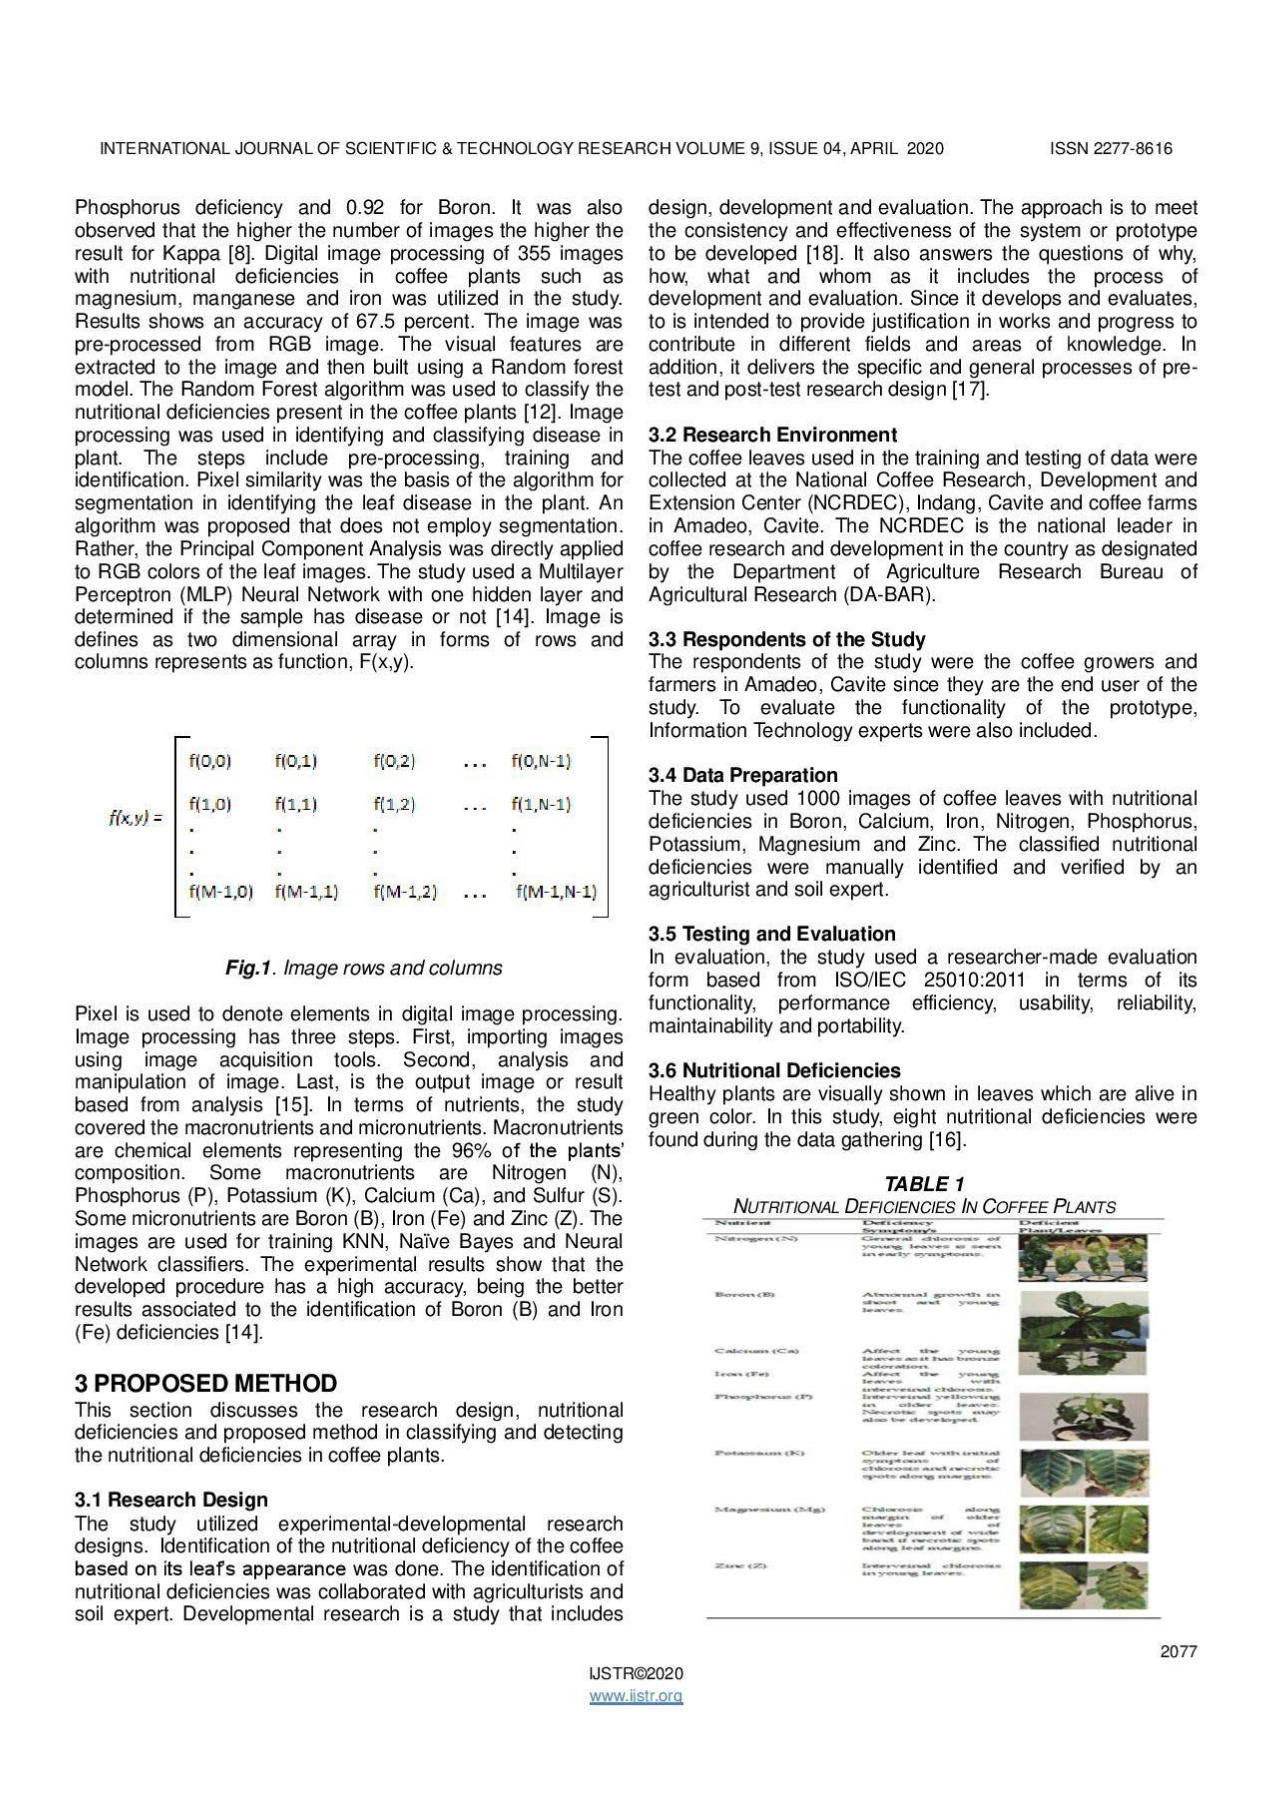 INTERNATIONAL JOURNAL OF SCIENTIFIC & TECHNOLOGY RESEARCH VOLUME 9, ISSUE 04, APRIL 2020 ISSN 2277-8616
Phosphorus deficiency and 0.92 for Boron. It was also
observed that the higher the number of images the higher the
result for Kappa [8]. Digital image processing of 355 images
with nutritional deficiencies in coffee plants such as
magnesium, manganese and iron was utilized in the study.
Results shows an accuracy of 67.5 percent. The image was
pre-processed from RGB image. The visual features are
extracted to the image and then built using a Random forest
model. The Random Forest algorithm was used to classify the
nutritional deficiencies present in the coffee plants [12]. Image
processing was used in identifying and classifying disease in
plant. The steps include pre-processing, training and
identification. Pixel similarity was the basis of the algorithm for
segmentation in identifying the leaf disease in the plant. An
algorithm was proposed that does not employ segmentation.
Rather, the Principal Component Analysis was directly applied
to RGB colors of the leaf images. The study used a Multilayer
Perceptron (MLP) Neural Network with one hidden layer and
determined if the sample has disease or not [14]. Image is
defines as two dimensional array in forms of rows and
columns represents as function, F(x,y).
f(0,0) f(0,1) f(0,2) ... f(0,N-1)
f(1,0) f(1,1) f(1,2) ... f(1,N-1)
f(x,y) =
. . . .
. . . .
. . . .
f(M-1,0) f(M-1,1) f(M-1,2) ... f(M-1,N-1)
Fig.1. Image rows and columns
Pixel is used to denote elements in digital image processing.
Image processing has three steps. First, importing images
using image acquisition tools. Second, analysis and
manipulation of image. Last, is the output image or result
based from analysis [15]. In terms of nutrients, the study
covered the macronutrients and micronutrients. Macronutrients
are chemical elements representing the 96% of the plants'
composition. Some macronutrients are Nitrogen (N),
Phosphorus (P), Potassium (K), Calcium (Ca), and Sulfur (S).
Some micronutrients are Boron (B), Iron (Fe) and Zinc (Z). The
images are used for training KNN, Naïve Bayes and Neural
Network classifiers. The experimental results show that the
developed procedure has a high accuracy, being the better
results associated to the identification of Boron (B) and Iron
(Fe) deficiencies [14].
3 PROPOSED METHOD
This section discuses the research design, nutritional
deficiencies and proposed method in classifying and detecting
the nutritional deficiencies in coffee plants.
3.1 Research Design
The study utilized experimental-developmental research
designs. Identification of the nutritional deficiency of the coffee
based on its leaf's appearance was done. The identification of
nutritional deficiencies was collaborated with agriculturists and
soil expert. Developmental research is a study that includes
design, development and evaluation. The approach is to meet
the consistency and effectiveness of the system or prototype
to be developed [18]. It also answers the questions of why,
how, what and whom as it includes the process of
development and evaluation. Since it develops and evaluates,
to is intended to provide justification in works and progress to
contribute in different fields and areas of knowledge. In
addition, it delivers the specific and general processes of pre-
test and post-test research design [17].
3.2 Research Environment
The coffee leaves used in the training and testing of data were
collected at the National Coffee Research, Development and
Extension Center (NCRDEC), Indang, Cavite and coffee farms
in Amadeo, Cavite. The NCRDEC is the national leader in
coffee research and development in the country as designated
by the Department of Agriculture Research Bureau of
Agricultural Research (DA-BAR).
3.3 Respondents of the Study
The respondents of the study were the coffee growers and
farmers in Amadeo, Cavite since they are the end user of the
study. To evaluate the functionality of the prototype,
Information Technology experts were also included.
3.4 Data Preparation
The study used 1000 images of coffee leaves with nutritional
deficiencies in Boron, Calcium, Iron, Nitrogen, Phosphorus,
Potassium, Magnesium and Zinc. The classified nutritional
deficiencies were manually identified and verified by an
agriculturist and soil expert.
3.5 Testing and Evaluation
In evaluation, the study used a researcher-made evaluation
form based from ISO/IEC 25010:2011 in terms of its
functionality, performance efficiency, usability, reliability,
maintainability and portability.
3.6 Nutritional Deficiencies
Healthy plants are visually shown in leaves which are alive in
green color. In this study, eight nutritional deficiencies were
found during the data gathering [16].
TABLE 1
NUTRITIONAL DEFICIENCIES IN COFFEE PLANTS
Nutrient Deficiency Deficient
Symptom/s Plant/Leaves
Nitrogen (N) General chlorosis of
young leaves is seen
in early symptoms.
Boron (B) Abnormal growth in
shoot and young
leaves.
Calcium (Ca) Affect the young
leaves as it has bronze
coloration.
Iron (Fe) Affect the young
leaves with
interveinal chlorosis.
Phosphorus (P) Interveinal yellowing
in older leaves.
Necrotic spots may
also be developed.
Potassium (K) Older leaf with initial
symptoms of
chlorosis and necrotic
spots along margins.
Magnesium (Mg) Chlorosis along
margin of older
leaves of
development of wide
band if necrotic spots
along leaf margins.
Zinc (Z) Interveinal chlorosis
in young leaves.
2077
IJSTR©2020
www.ijstr.org